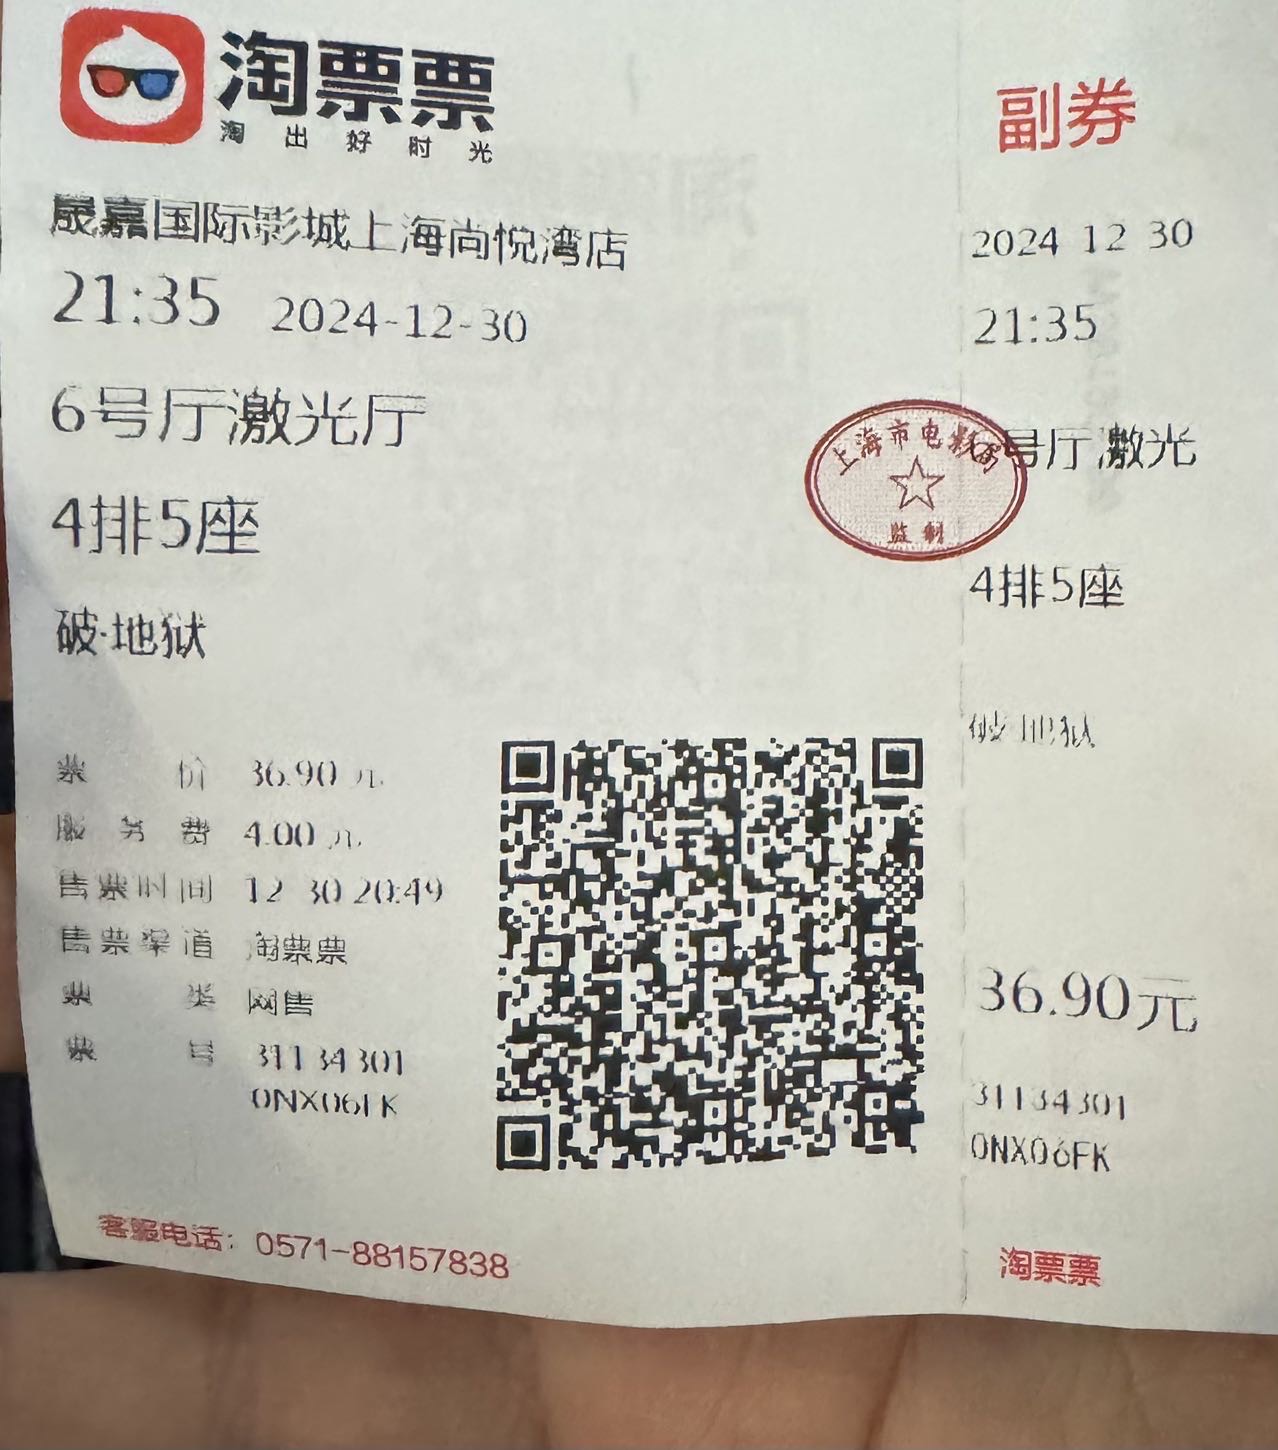 淘票票
淘出好时光
晟嘉国际影城上海尚悦湾店
21:35 2024-12-30
6号厅激光厅
4排5座
破·地狱
票价 36.90元
服务费 4.00元
售票时间 12-30 20:49
售票渠道 淘票票
票类 网售
票号 31134301
0NX06FK
客服电话：0571-88157838
副券
2024 12 30
21:35
上海市电影局
监制
号厅激光
4排5座
破 地狱
36.90元
31134301
0NX06FK
淘票票